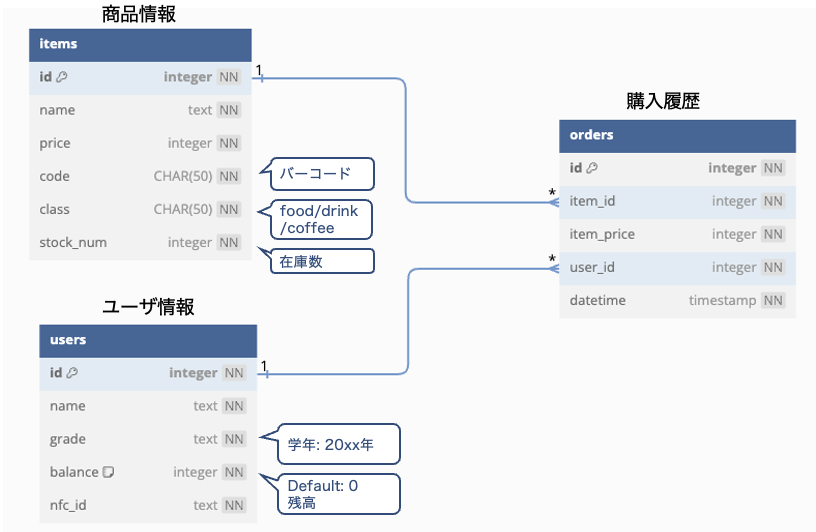 商品情報
items
id integer NN
name text NN
price integer NN
code CHAR(50) NN
バーコード
class CHAR(50) NN
food/drink
/coffee
stock_num integer NN
在庫数
1
購入履歴
orders
id integer NN
* item_id integer NN
item_price integer NN
* user_id integer NN
datetime timestamp NN
ユーザ情報
users
id integer NN
1
name text NN
grade text NN
学年: 20xx年
balance integer NN
Default: 0
残高
nfc_id text NN